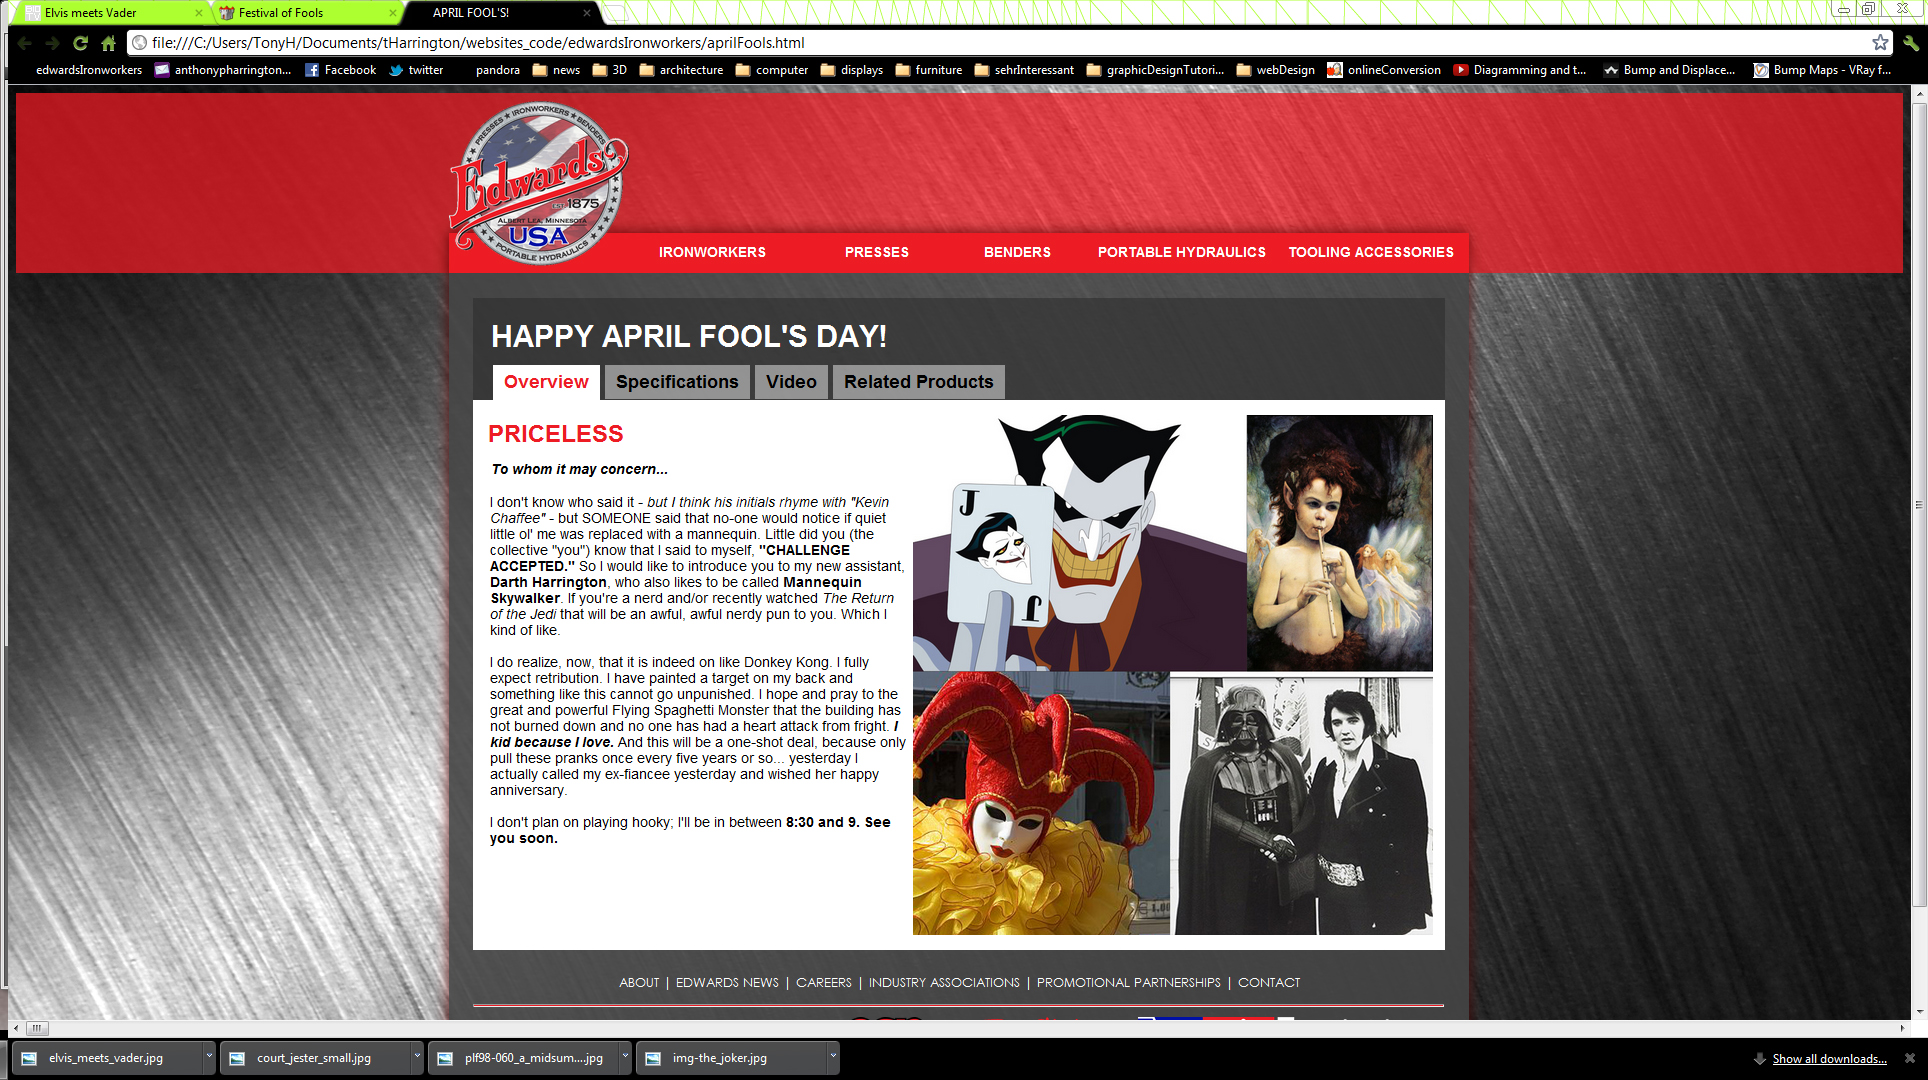 Elvis meets Vader
Festival of Fools
APRIL FOOL'S!
file:///C:/Users/TonyH/Documents/tHarrington/websites_code/edwardsIronworkers/aprilFools.html
edwardsIronworkers
anthonypharrington...
Facebook
twitter
pandora
news
3D
architecture
computer
displays
furniture
sehrInteressant
graphicDesignTutori...
webDesign
onlineConversion
Diagramming and t...
Bump and Displace...
Bump Maps - VRay f...
PRESSES ★ IRONWORKERS ★ BENDERS
Edwards
EST. 1875
ALBERT LEA, MINNESOTA
USA
PORTABLE HYDRAULICS
IRONWORKERS
PRESSES
BENDERS
PORTABLE HYDRAULICS
TOOLING ACCESSORIES
HAPPY APRIL FOOL'S DAY!
Overview
Specifications
Video
Related Products
PRICELESS
To whom it may concern...
I don't know who said it - but I think his initials rhyme with "Kevin
Chaffee" - but SOMEONE said that no-one would notice if quiet
little ol' me was replaced with a mannequin. Little did you (the
collective "you") know that I said to myself, "CHALLENGE
ACCEPTED." So I would like to introduce you to my new assistant,
Darth Harrington, who also likes to be called Mannequin
Skywalker. If you're a nerd and/or recently watched The Return
of the Jedi that will be an awful, awful nerdy pun to you. Which I
kind of like.
I do realize, now, that it is indeed on like Donkey Kong. I fully
expect retribution. I have painted a target on my back and
something like this cannot go unpunished. I hope and pray to the
great and powerful Flying Spaghetti Monster that the building has
not burned down and no one has had a heart attack from fright. I
kid because I love. And this will be a one-shot deal, because only
pull these pranks once every five years or so... yesterday I
actually called my ex-fiancee yesterday and wished her happy
anniversary.
I don't plan on playing hooky; I'll be in between 8:30 and 9. See
you soon.
J
J
ABOUT | EDWARDS NEWS | CAREERS | INDUSTRY ASSOCIATIONS | PROMOTIONAL PARTNERSHIPS | CONTACT
elvis_meets_vader.jpg
court_jester_small.jpg
plf98-060_a_midsum....jpg
img-the_joker.jpg
Show all downloads...